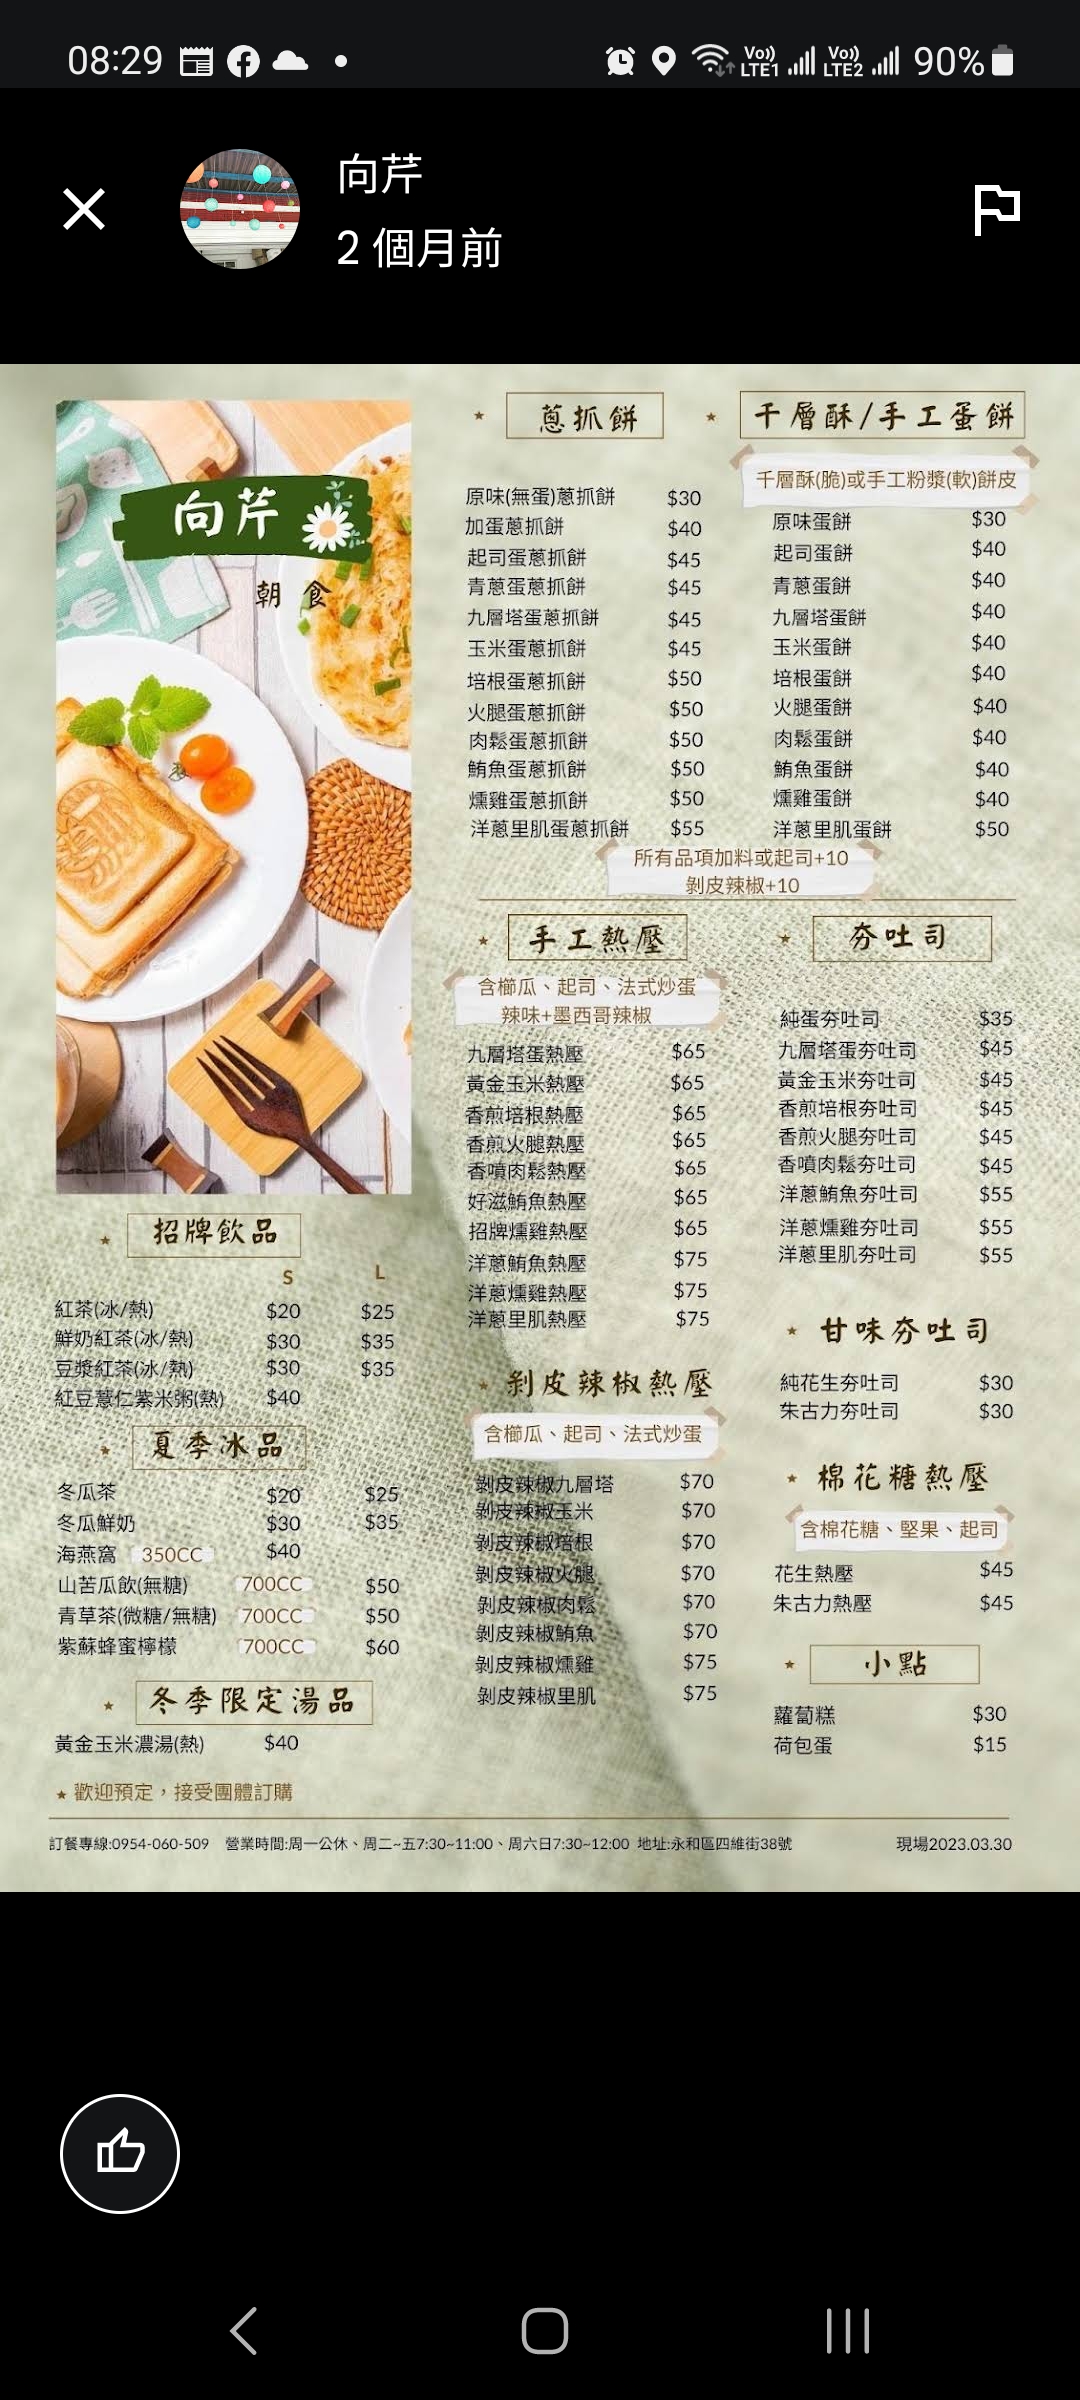 08:29
Vo)) LTE1 Vo)) LTE2 90%
向芹
2 個月前
向芹
朝食
招牌飲品
S L
紅茶(冰/熱) $20 $25
鮮奶紅茶(冰/熱) $30 $35
豆漿紅茶(冰/熱) $30 $35
紅豆薏仁紫米粥(熱) $40
夏季冰品
冬瓜茶 $20 $25
冬瓜鮮奶 $30 $35
海燕窩 350CC $40
山苦瓜飲(無糖) 700CC $50
青草茶(微糖/無糖) 700CC $50
紫蘇蜂蜜檸檬 700CC $60
冬季限定湯品
黃金玉米濃湯(熱) $40
歡迎預定，接受團體訂購
蔥抓餅
原味(無蛋)蔥抓餅 $30
加蛋蔥抓餅 $40
起司蛋蔥抓餅 $45
青蔥蛋蔥抓餅 $45
九層塔蛋蔥抓餅 $45
玉米蛋蔥抓餅 $45
培根蛋蔥抓餅 $50
火腿蛋蔥抓餅 $50
肉鬆蛋蔥抓餅 $50
鮪魚蛋蔥抓餅 $50
燻雞蛋蔥抓餅 $50
洋蔥里肌蛋蔥抓餅 $55
千層酥/手工蛋餅
千層酥(脆)或手工粉漿(軟)餅皮
原味蛋餅 $30
起司蛋餅 $40
青蔥蛋餅 $40
九層塔蛋餅 $40
玉米蛋餅 $40
培根蛋餅 $40
火腿蛋餅 $40
肉鬆蛋餅 $40
鮪魚蛋餅 $40
燻雞蛋餅 $40
洋蔥里肌蛋餅 $50
所有品項加料或起司+10
剝皮辣椒+10
手工熱壓
含櫛瓜、起司、法式炒蛋
辣味+墨西哥辣椒
九層塔蛋熱壓 $65
黃金玉米熱壓 $65
香煎培根熱壓 $65
香煎火腿熱壓 $65
香噴肉鬆熱壓 $65
好滋鮪魚熱壓 $65
招牌燻雞熱壓 $65
洋蔥鮪魚熱壓 $75
洋蔥燻雞熱壓 $75
洋蔥里肌熱壓 $75
剝皮辣椒熱壓
含櫛瓜、起司、法式炒蛋
剝皮辣椒九層塔 $70
剝皮辣椒玉米 $70
剝皮辣椒培根 $70
剝皮辣椒火腿 $70
剝皮辣椒肉鬆 $70
剝皮辣椒鮪魚 $70
剝皮辣椒燻雞 $75
剝皮辣椒里肌 $75
夯吐司
純蛋夯吐司 $35
九層塔蛋夯吐司 $45
黃金玉米夯吐司 $45
香煎培根夯吐司 $45
香煎火腿夯吐司 $45
香噴肉鬆夯吐司 $45
洋蔥鮪魚夯吐司 $55
洋蔥燻雞夯吐司 $55
洋蔥里肌夯吐司 $55
甘味夯吐司
純花生夯吐司 $30
朱古力夯吐司 $30
棉花糖熱壓
含棉花糖、堅果、起司
花生熱壓 $45
朱古力熱壓 $45
小點
蘿蔔糕 $30
荷包蛋 $15
訂餐專線:0954-060-509 營業時間:周一公休、周二~五7:30~11:00、周六日7:30~12:00 地址:永和區四維街38號 現場2023.03.30